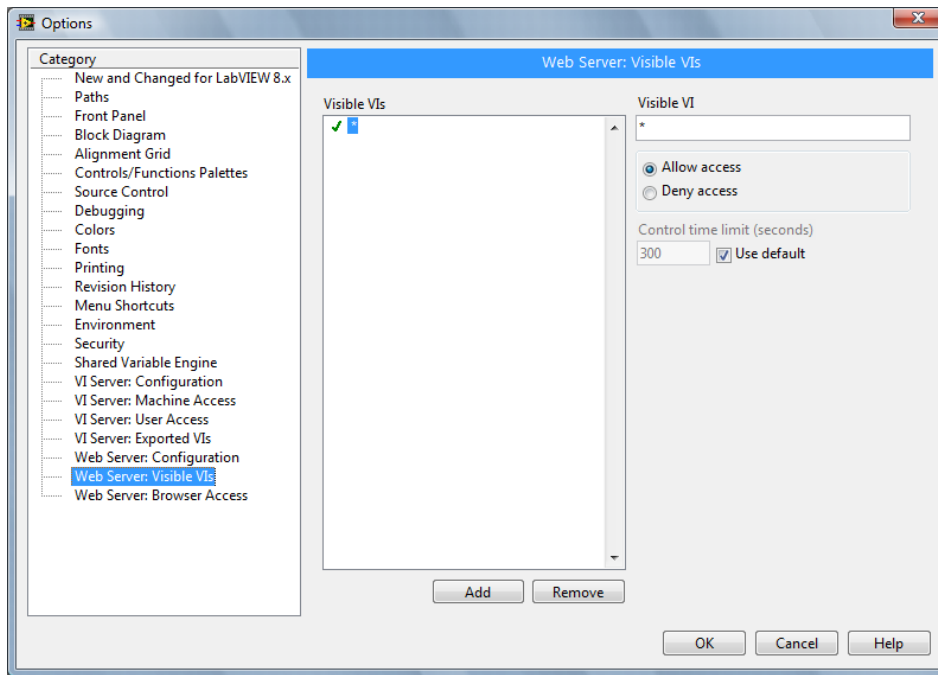 Options
Category
New and Changed for LabVIEW 8.x
Paths
Front Panel
Block Diagram
Alignment Grid
Controls/Functions Palettes
Source Control
Debugging
Colors
Fonts
Printing
Revision History
Menu Shortcuts
Environment
Security
Shared Variable Engine
VI Server: Configuration
VI Server: Machine Access
VI Server: User Access
VI Server: Exported VIs
Web Server: Configuration
Web Server: Visible VIs
Web Server: Browser Access
Web Server: Visible VIs
Visible VIs
*
Add
Remove
Visible VI
*
Allow access
Deny access
Control time limit (seconds)
300
Use default
OK
Cancel
Help